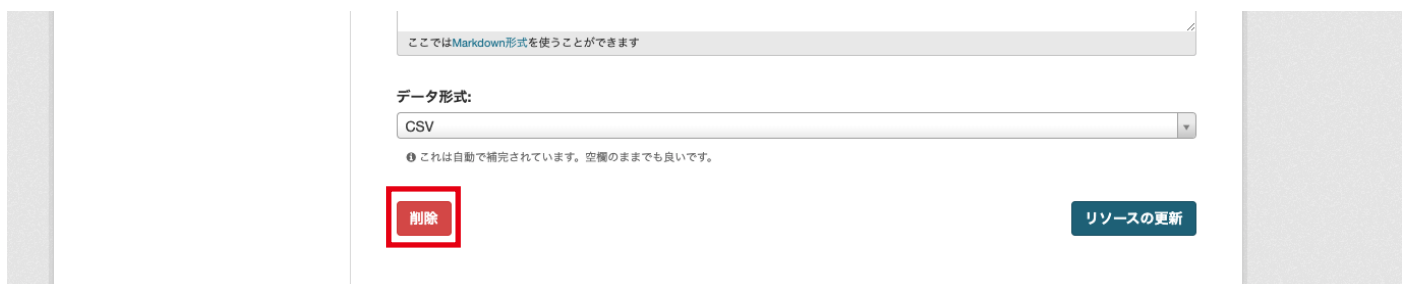 ここではMarkdown形式を使うことができます
データ形式:
CSV
これは自動で補完されています。空欄のままでも良いです。
削除
リソースの更新